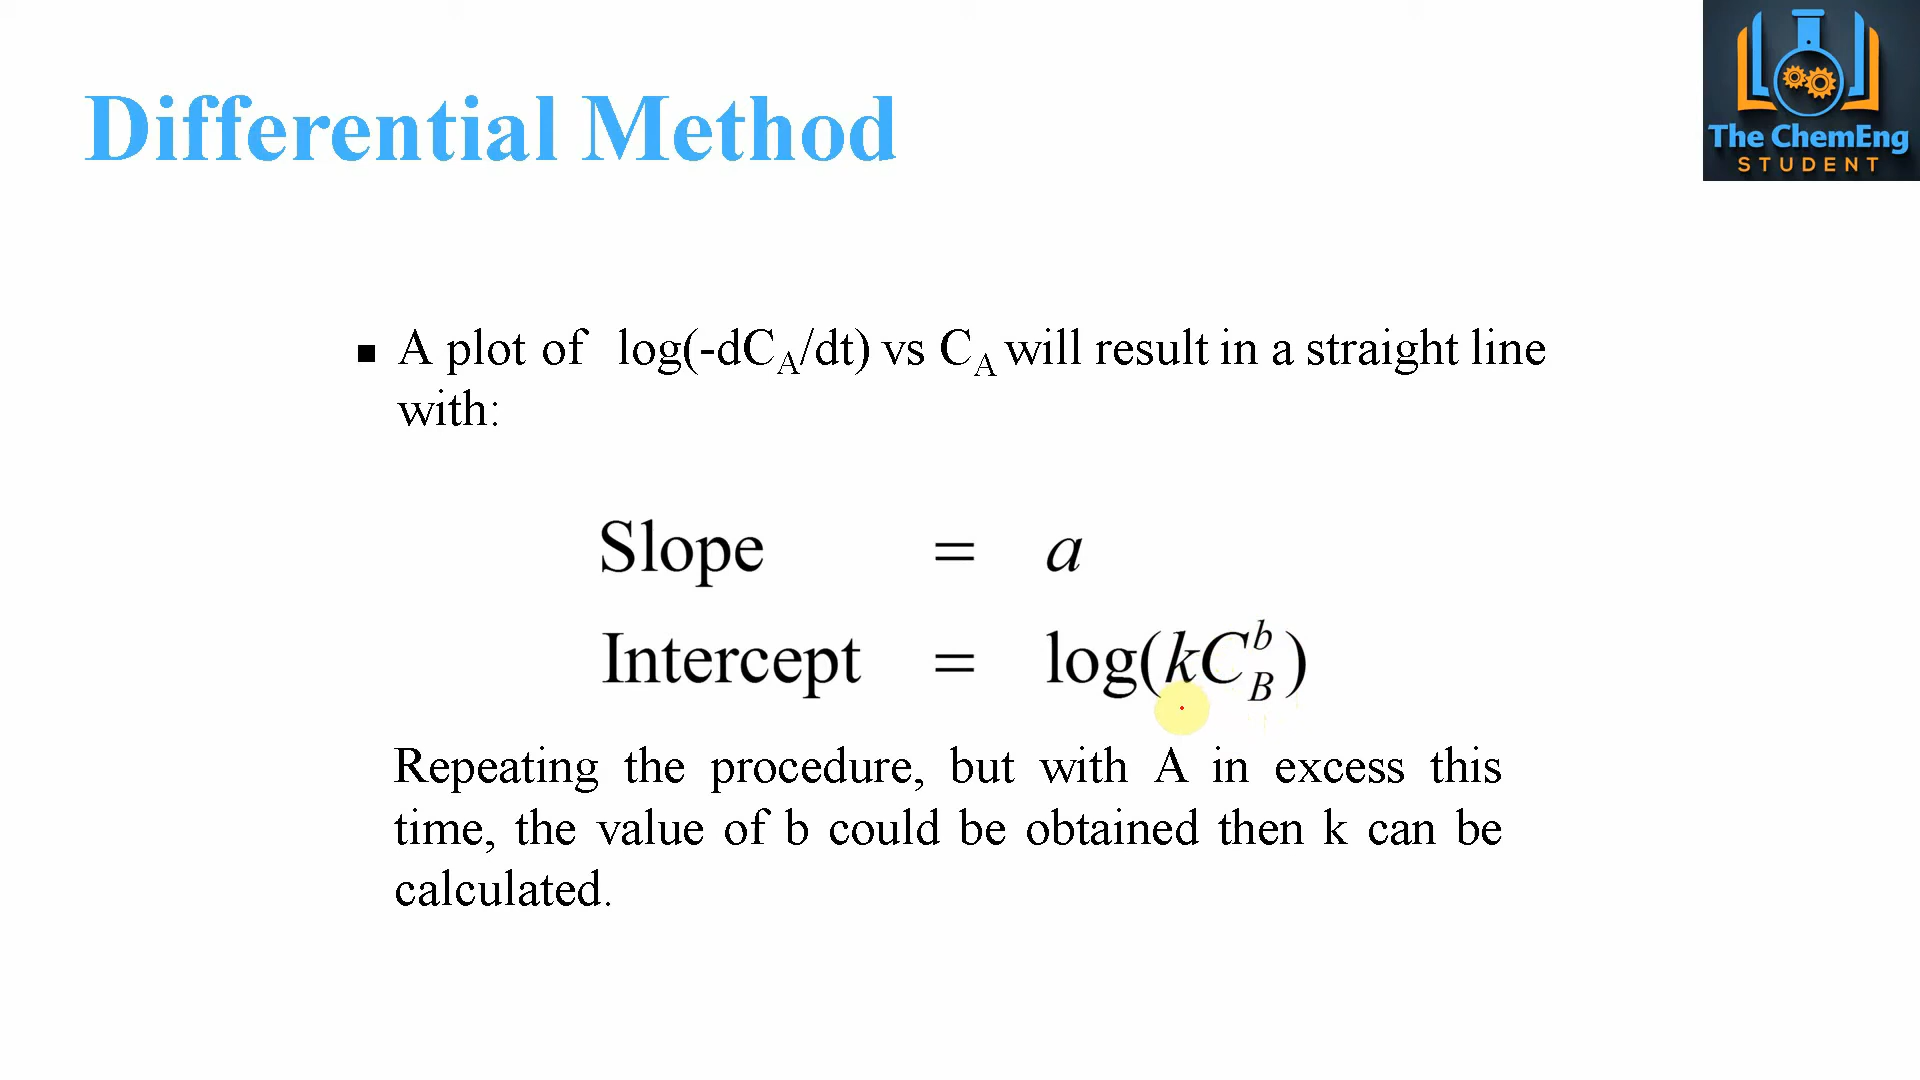 The ChemEng
STUDENT
Differential Method
▪ A plot of log(-dC_A/dt) vs C_A will result in a straight line
with:
Slope = a
Intercept = log(kC_B^b)
Repeating the procedure, but with A in excess this
time, the value of b could be obtained then k can be
calculated.